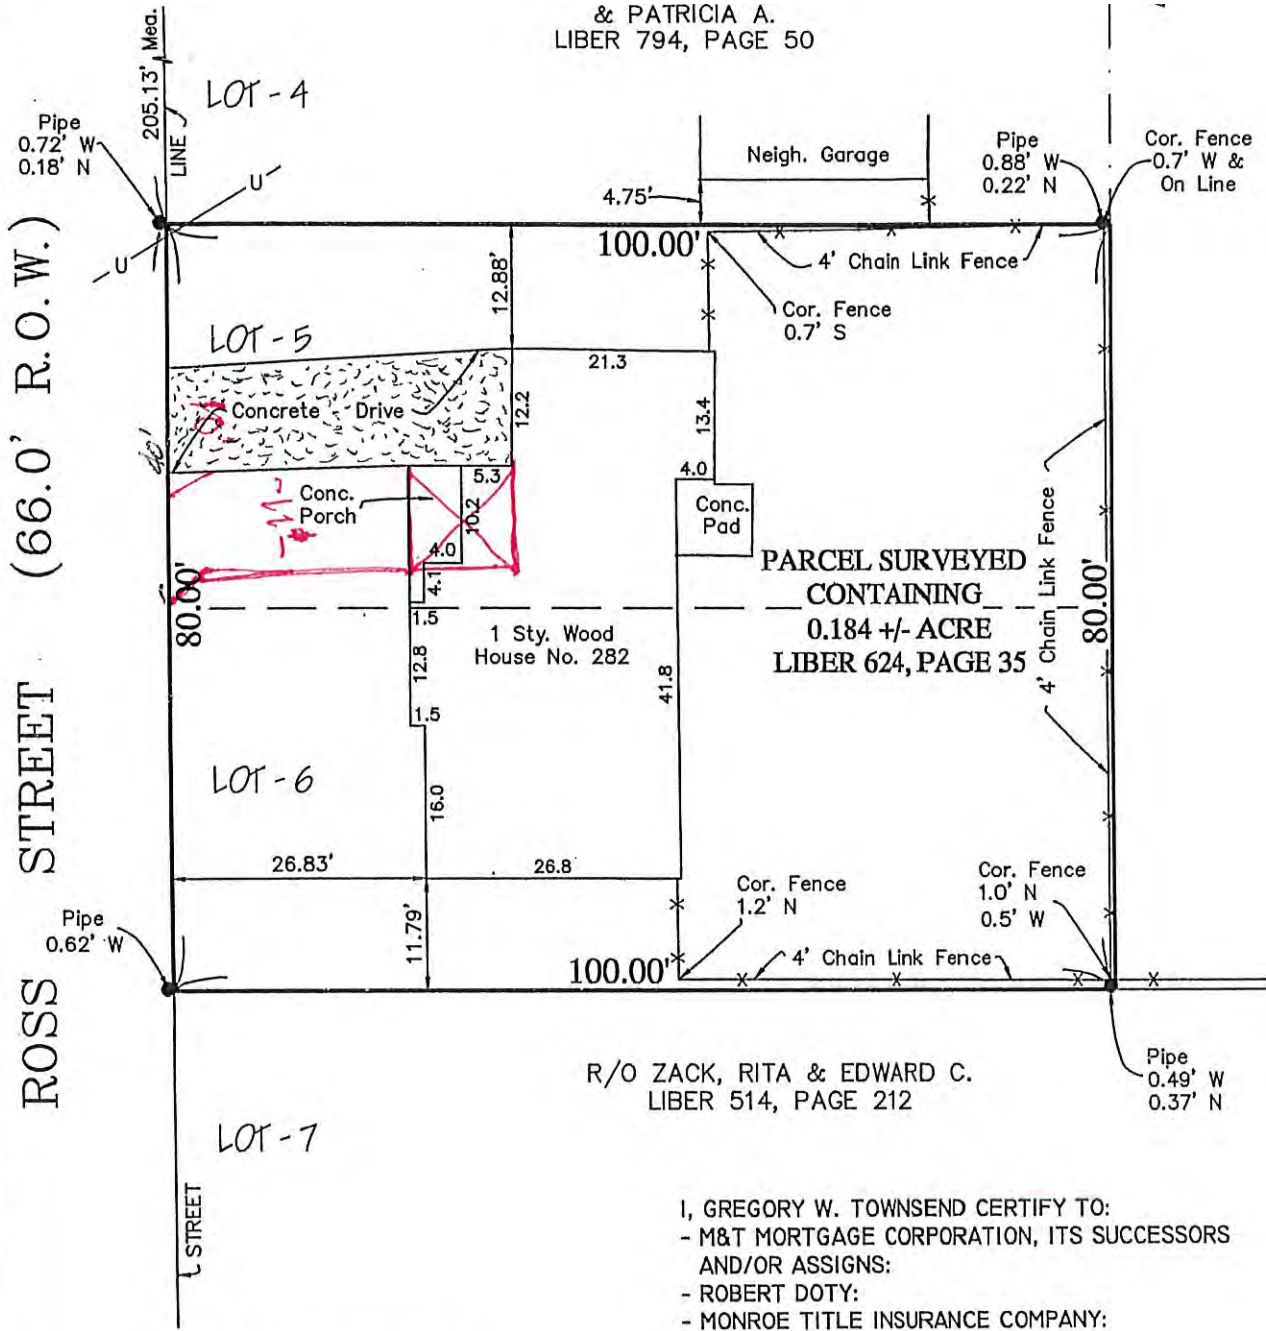 & PATRICIA A.
LIBER 794, PAGE 50
205.13' Mea.
LINE
LOT-4
Pipe
0.72' W
0.18' N
U
U
Neigh. Garage
4.75'
Pipe
0.88' W
0.22' N
Cor. Fence
0.7' W &
On Line
100.00'
4' Chain Link Fence
Cor. Fence
0.7' S
12.88'
LOT-5
21.3
Concrete Drive
12.2
13.4
4.0
5.3
Conc.
Porch
10.2
Conc.
Pad
4.0
4.1
1.5
80.00'
PARCEL SURVEYED
CONTAINING
0.184 +/- ACRE
LIBER 624, PAGE 35
4' Chain Link Fence
80.00'
1 Sty. Wood
House No. 282
12.8
41.8
1.5
LOT-6
16.0
26.83'
26.8
ROSS STREET (66.0' R.O.W.)
Pipe
0.62' W
11.79'
Cor. Fence
1.2' N
Cor. Fence
1.0' N
0.5' W
100.00'
4' Chain Link Fence
R/O ZACK, RITA & EDWARD C.
LIBER 514, PAGE 212
Pipe
0.49' W
0.37' N
LOT-7
STREET
I, GREGORY W. TOWNSEND CERTIFY TO:
- M&T MORTGAGE CORPORATION, ITS SUCCESSORS
AND/OR ASSIGNS:
- ROBERT DOTY:
- MONROE TITLE INSURANCE COMPANY: